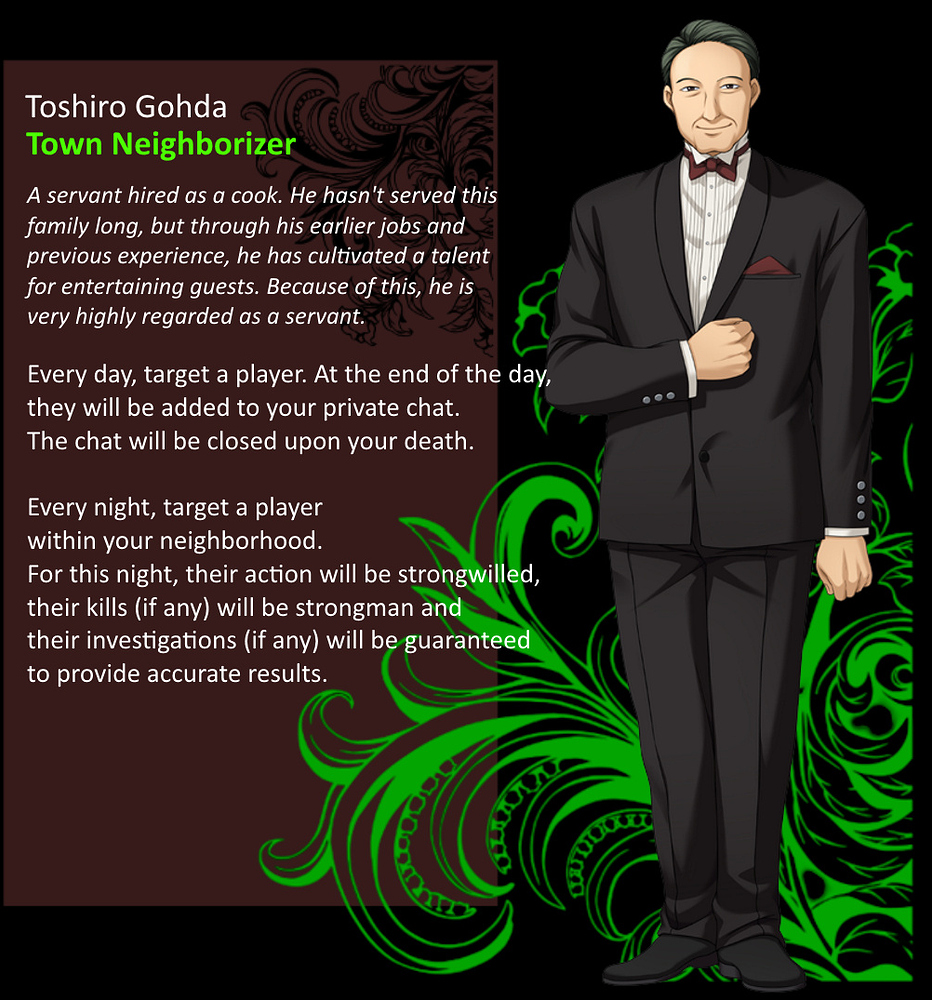 Toshiro Gohda
Town Neighborizer
A servant hired as a cook. He hasn't served this
family long, but through his earlier jobs and
previous experience, he has cultivated a talent
for entertaining guests. Because of this, he is
very highly regarded as a servant.
Every day, target a player. At the end of the day,
they will be added to your private chat.
The chat will be closed upon your death.
Every night, target a player
within your neighborhood.
For this night, their action will be strongwilled,
their kills (if any) will be strongman and
their investigations (if any) will be guaranteed
to provide accurate results.